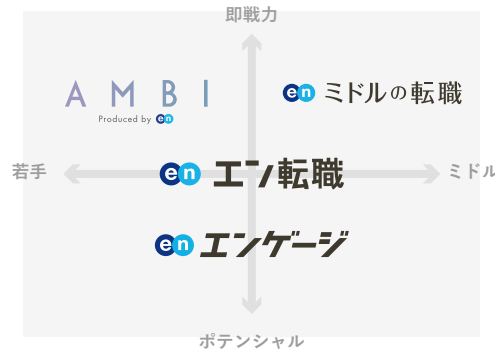 即戦力
AMBI
Produced by en
en ミドルの転職
若手
en エン転職
ミドル
en エンゲージ
ポテンシャル